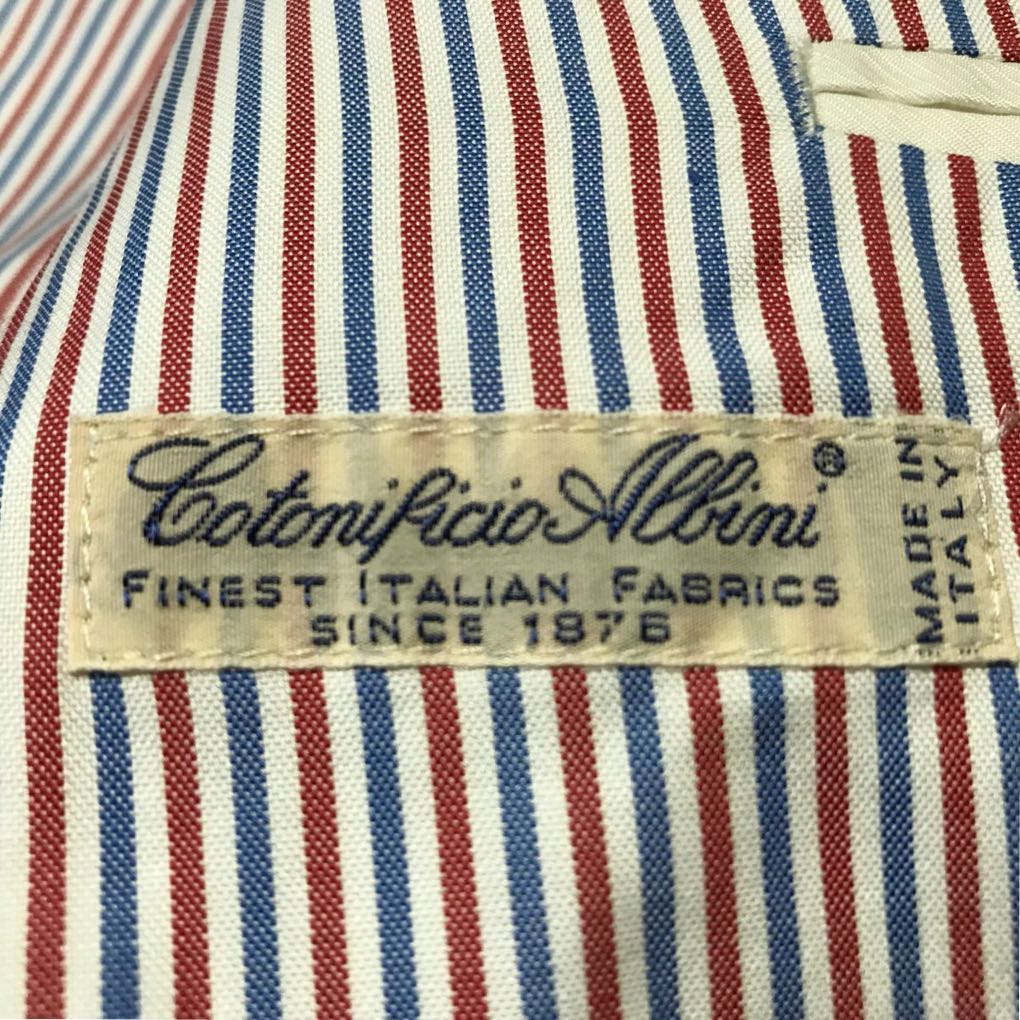 Cotonificio Albini ®
FINEST ITALIAN FABRICS
SINCE 1876
MADE IN
ITALY